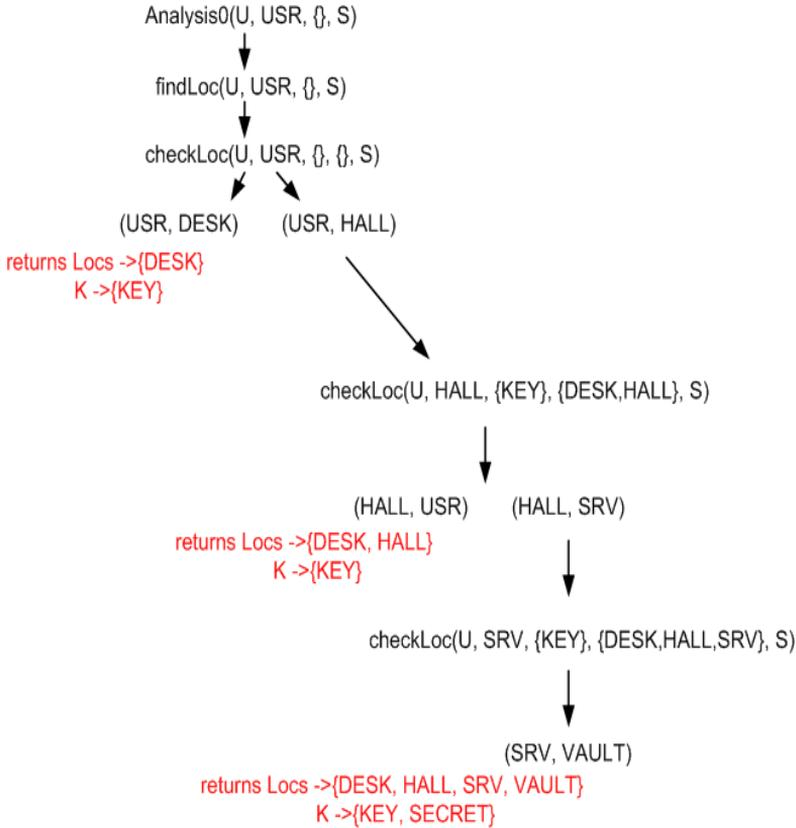 Analysis0(U, USR, {}, S)
findLoc(U, USR, {}, S)
checkLoc(U, USR, {}, {}, S)
(USR, DESK) (USR, HALL)
returns Locs ->{DESK}
K ->{KEY}
checkLoc(U, HALL, {KEY}, {DESK,HALL}, S)
(HALL, USR) (HALL, SRV)
returns Locs ->{DESK, HALL}
K ->{KEY}
checkLoc(U, SRV, {KEY}, {DESK,HALL,SRV}, S)
(SRV, VAULT)
returns Locs ->{DESK, HALL, SRV, VAULT}
K ->{KEY, SECRET}